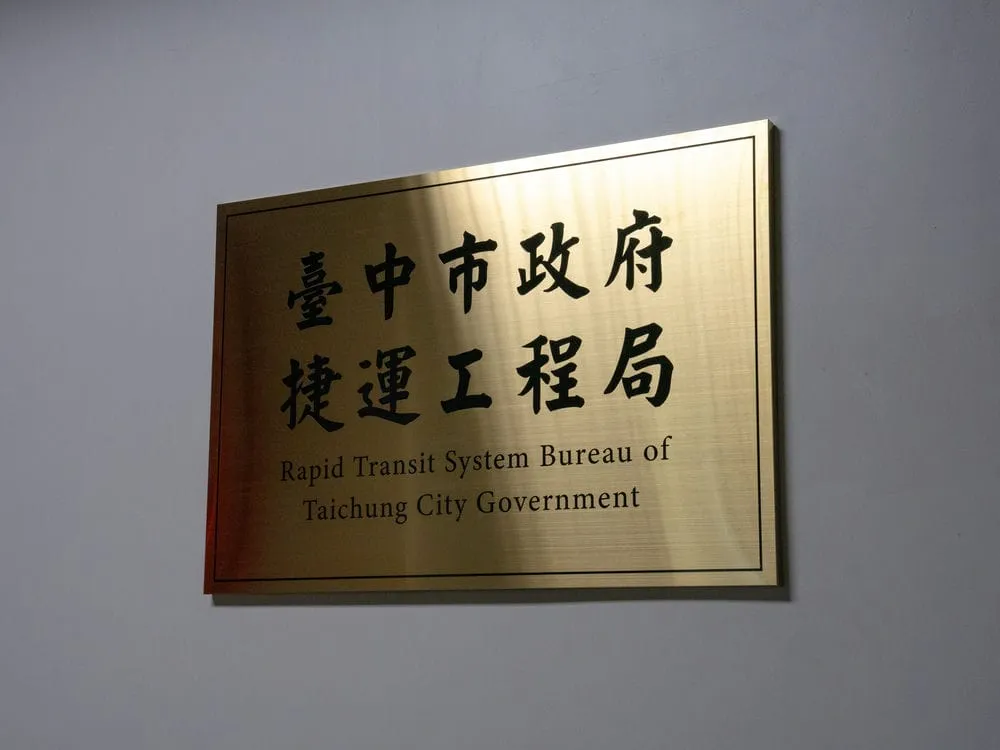 臺中市政府
捷運工程局
Rapid Transit System Bureau of
Taichung City Government